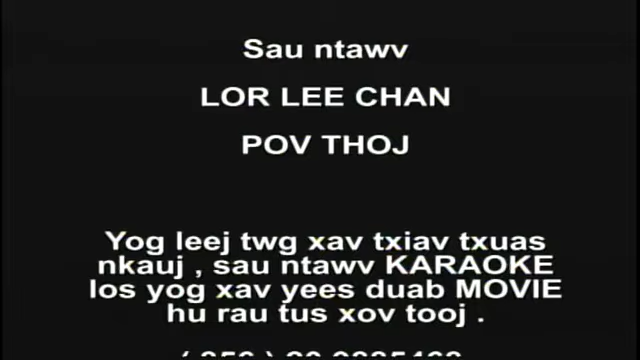 Sau ntawv
LOR LEE CHAN
POV THOJ
Yog leej twg xav txiav txuas
nkauj , sau ntawv KARAOKE
los yog xav yees duab MOVIE
hu rau tus xov tooj .